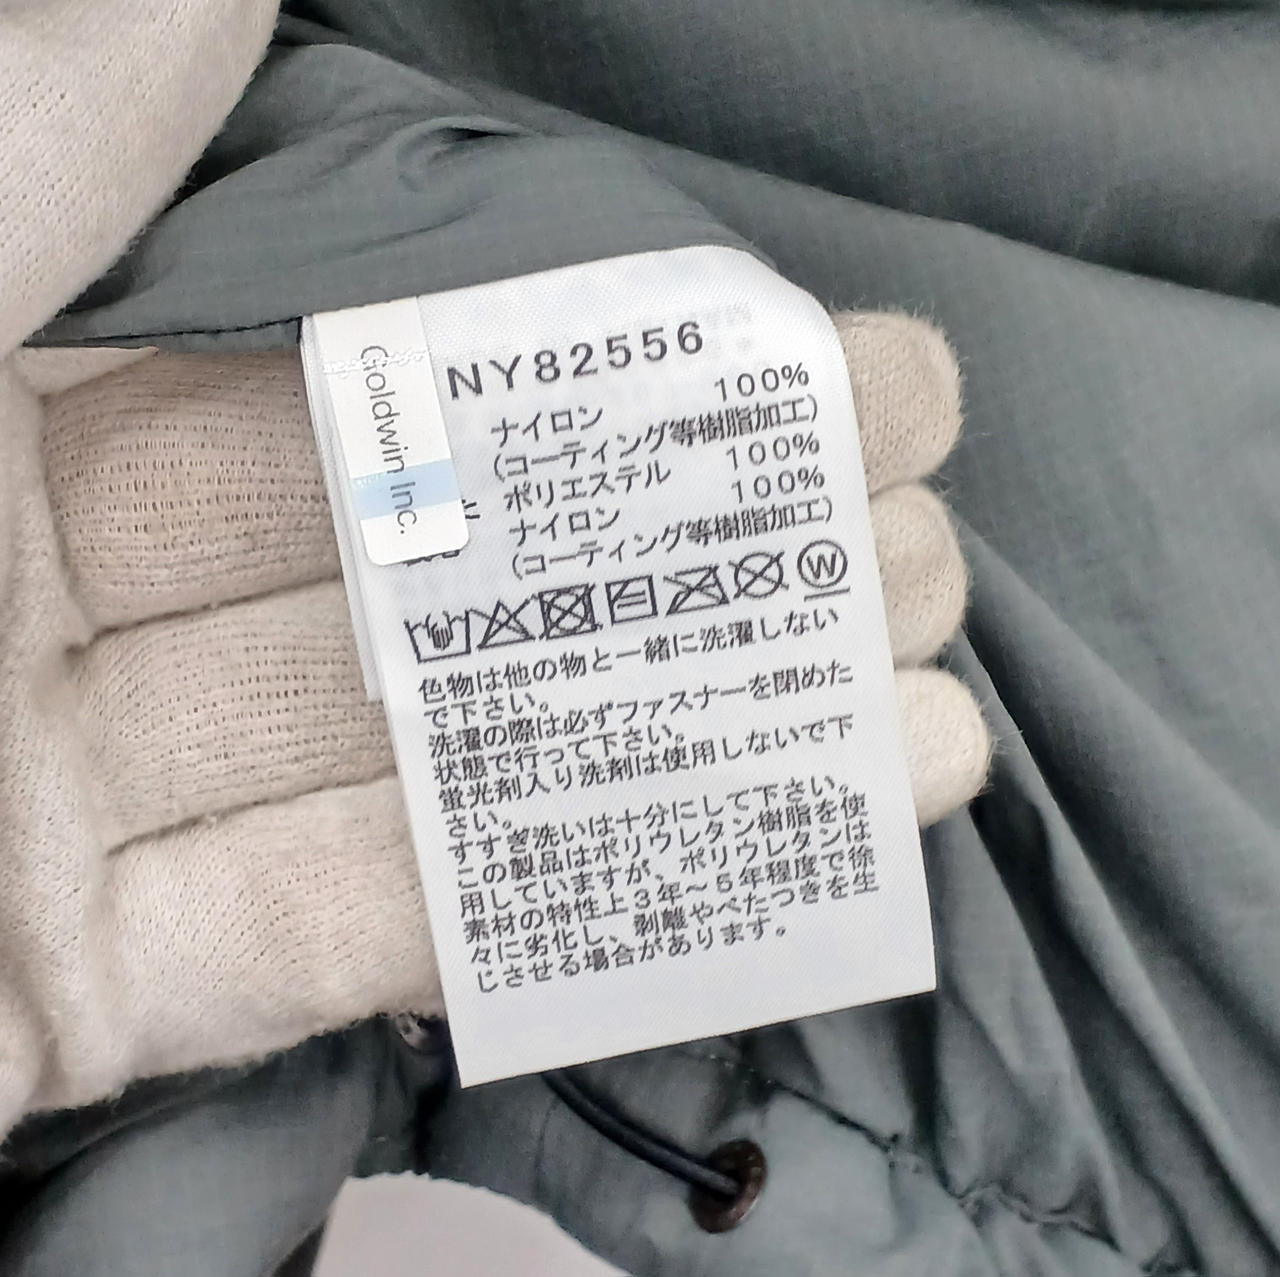 Goldwin Inc.
NY82556
ナイロン 100%
(コーティング等樹脂加工)
ポリエステル 100%
ナイロン 100%
(コーティング等樹脂加工)
W
色物は他の物と一緒に洗濯しない
で下さい。
洗濯の際は必ずファスナーを閉めた
状態で行って下さい。
蛍光剤入り洗剤は使用しないで下
さい。
すすぎ洗いは十分にして下さい。
この製品はポリウレタン樹脂を使
用していますが、ポリウレタンは
素材の特性上3年〜5年程度で徐
々に劣化し、剥離やべたつきを生
じさせる場合があります。